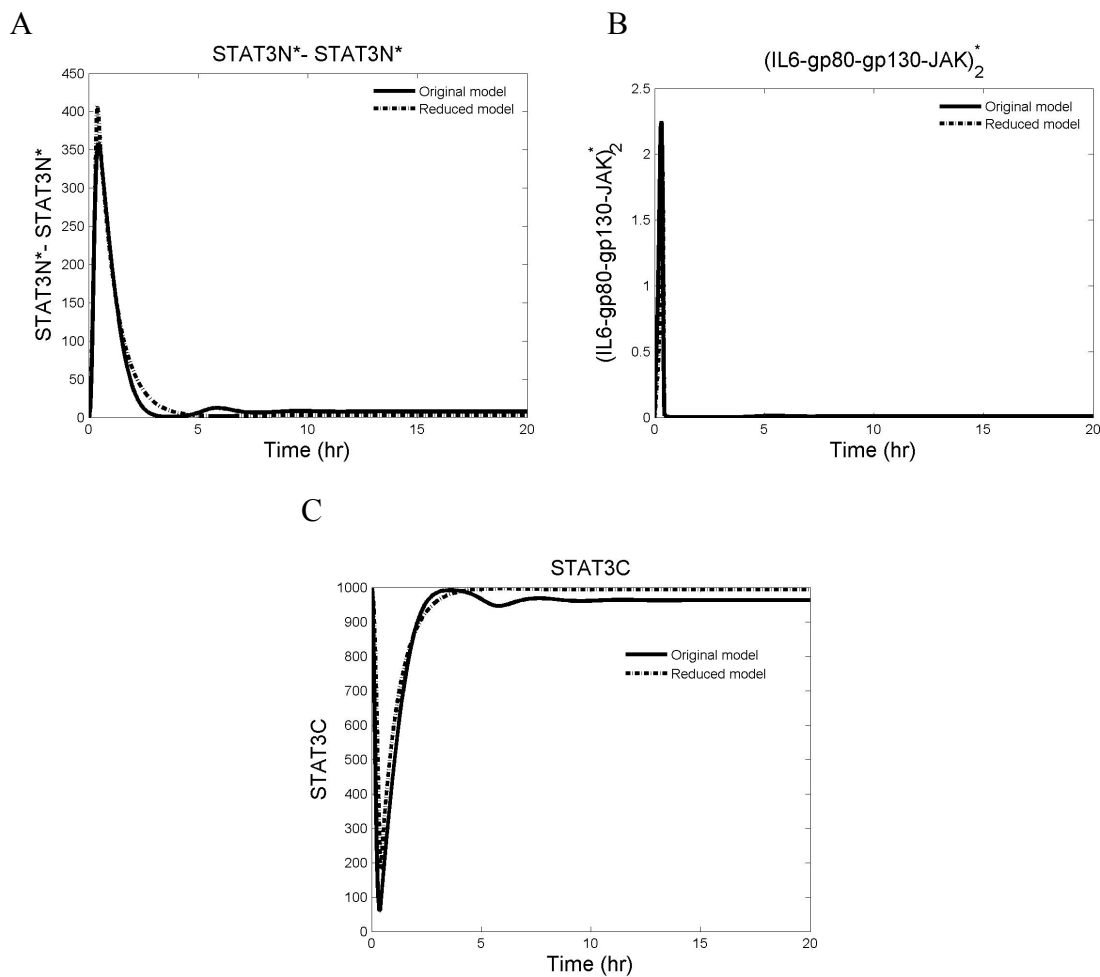 A
STAT3N*- STAT3N*
STAT3N*- STAT3N*
450
400
350
300
250
200
150
100
50
0
Original model
Reduced model
0 5 10 15 20
Time (hr)
B
(IL6-gp80-gp130-JAK)2*
(IL6-gp80-gp130-JAK)2*
2.5
2
1.5
1
0.5
0
Original model
Reduced model
0 5 10 15 20
Time (hr)
C
STAT3C
STAT3C
1000
900
800
700
600
500
400
300
200
100
0
Original model
Reduced model
0 5 10 15 20
Time (hr)